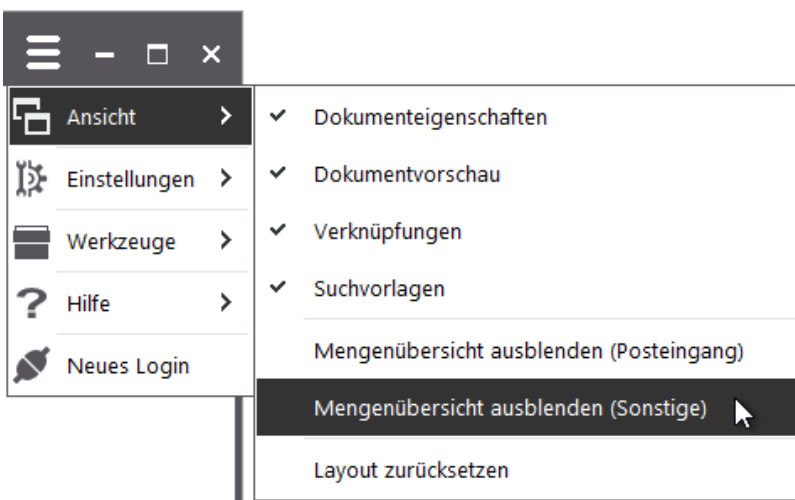 Ansicht
Einstellungen
Werkzeuge
Hilfe
Neues Login
Dokumenteigenschaften
Dokumentvorschau
Verknüpfungen
Suchvorlagen
Mengenübersicht ausblenden (Posteingang)
Mengenübersicht ausblenden (Sonstige)
Layout zurücksetzen